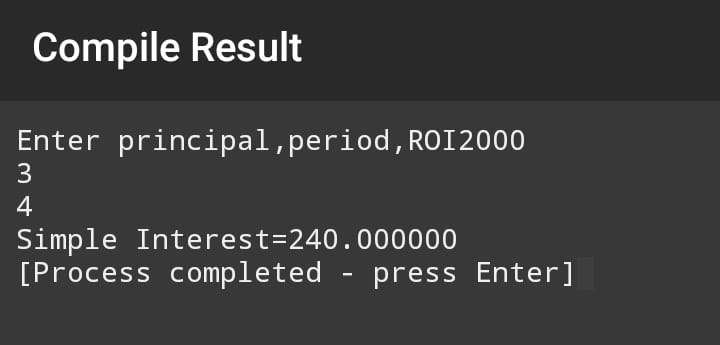 Compile Result
Enter principal,period,ROI2000
3
4
Simple Interest=240.000000
[Process completed - press Enter]